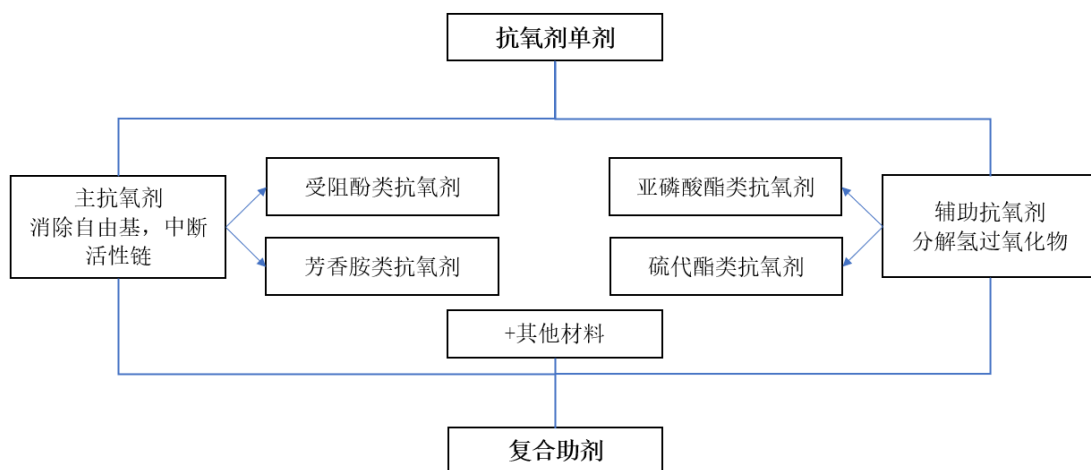 抗氧剂单剂
主抗氧剂
消除自由基，中断
活性链
受阻酚类抗氧剂
芳香胺类抗氧剂
亚磷酸酯类抗氧剂
硫代酯类抗氧剂
辅助抗氧剂
分解氢过氧化物
+其他材料
复合助剂